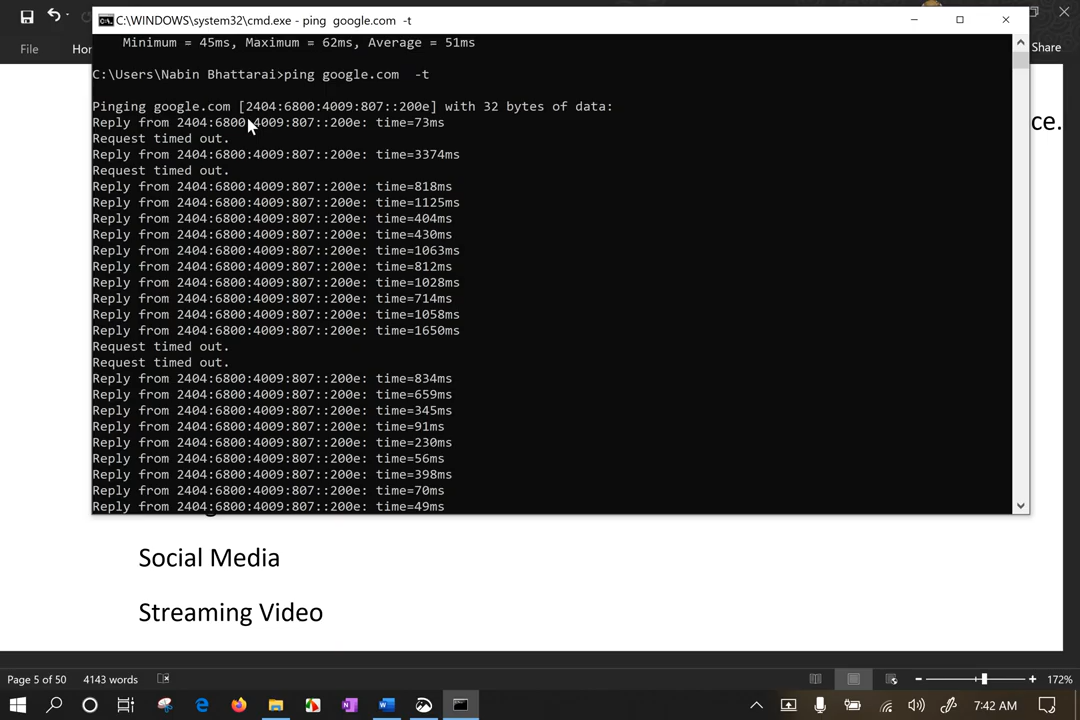 C:\WINDOWS\system32\cmd.exe - ping  google.com  -t
File
Hor
Share
Minimum = 45ms, Maximum = 62ms, Average = 51ms
C:\Users\Nabin Bhattarai>ping google.com  -t
Pinging google.com [2404:6800:4009:807::200e] with 32 bytes of data:
Reply from 2404:6800:4009:807::200e: time=73ms
Request timed out.
Reply from 2404:6800:4009:807::200e: time=3374ms
Request timed out.
Reply from 2404:6800:4009:807::200e: time=818ms
Reply from 2404:6800:4009:807::200e: time=1125ms
Reply from 2404:6800:4009:807::200e: time=404ms
Reply from 2404:6800:4009:807::200e: time=430ms
Reply from 2404:6800:4009:807::200e: time=1063ms
Reply from 2404:6800:4009:807::200e: time=812ms
Reply from 2404:6800:4009:807::200e: time=1028ms
Reply from 2404:6800:4009:807::200e: time=714ms
Reply from 2404:6800:4009:807::200e: time=1058ms
Reply from 2404:6800:4009:807::200e: time=1650ms
Request timed out.
Request timed out.
Reply from 2404:6800:4009:807::200e: time=834ms
Reply from 2404:6800:4009:807::200e: time=659ms
Reply from 2404:6800:4009:807::200e: time=345ms
Reply from 2404:6800:4009:807::200e: time=91ms
Reply from 2404:6800:4009:807::200e: time=230ms
Reply from 2404:6800:4009:807::200e: time=56ms
Reply from 2404:6800:4009:807::200e: time=398ms
Reply from 2404:6800:4009:807::200e: time=70ms
Reply from 2404:6800:4009:807::200e: time=49ms
ce.
Social Media
Streaming Video
Page 5 of 50
4143 words
172%
7:42 AM